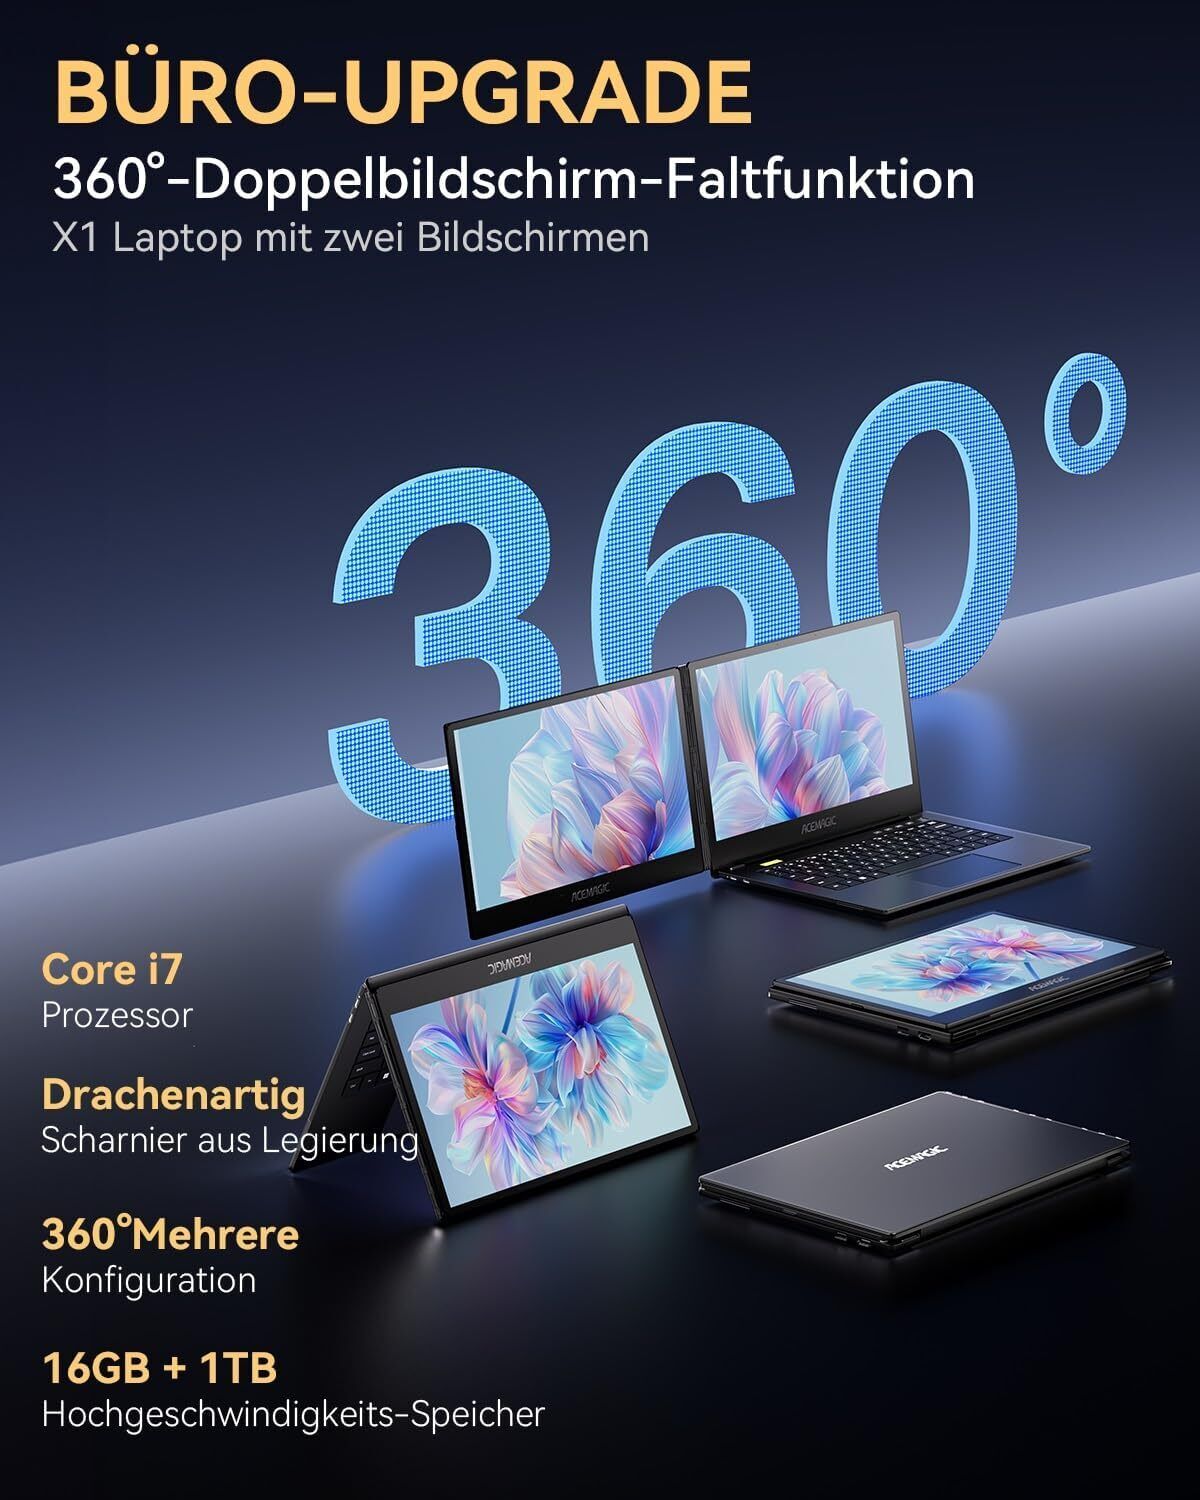 BÜRO-UPGRADE
360°-Doppelbildschirm-Faltfunktion
X1 Laptop mit zwei Bildschirmen
360°
ACEMAGIC
ACEMAGIC
ACEMAGIC
ACEMAGIC
ACEMAGIC
Core i7
Prozessor
Drachenartig
Scharnier aus Legierung
360°Mehrere
Konfiguration
16GB + 1TB
Hochgeschwindigkeits-Speicher